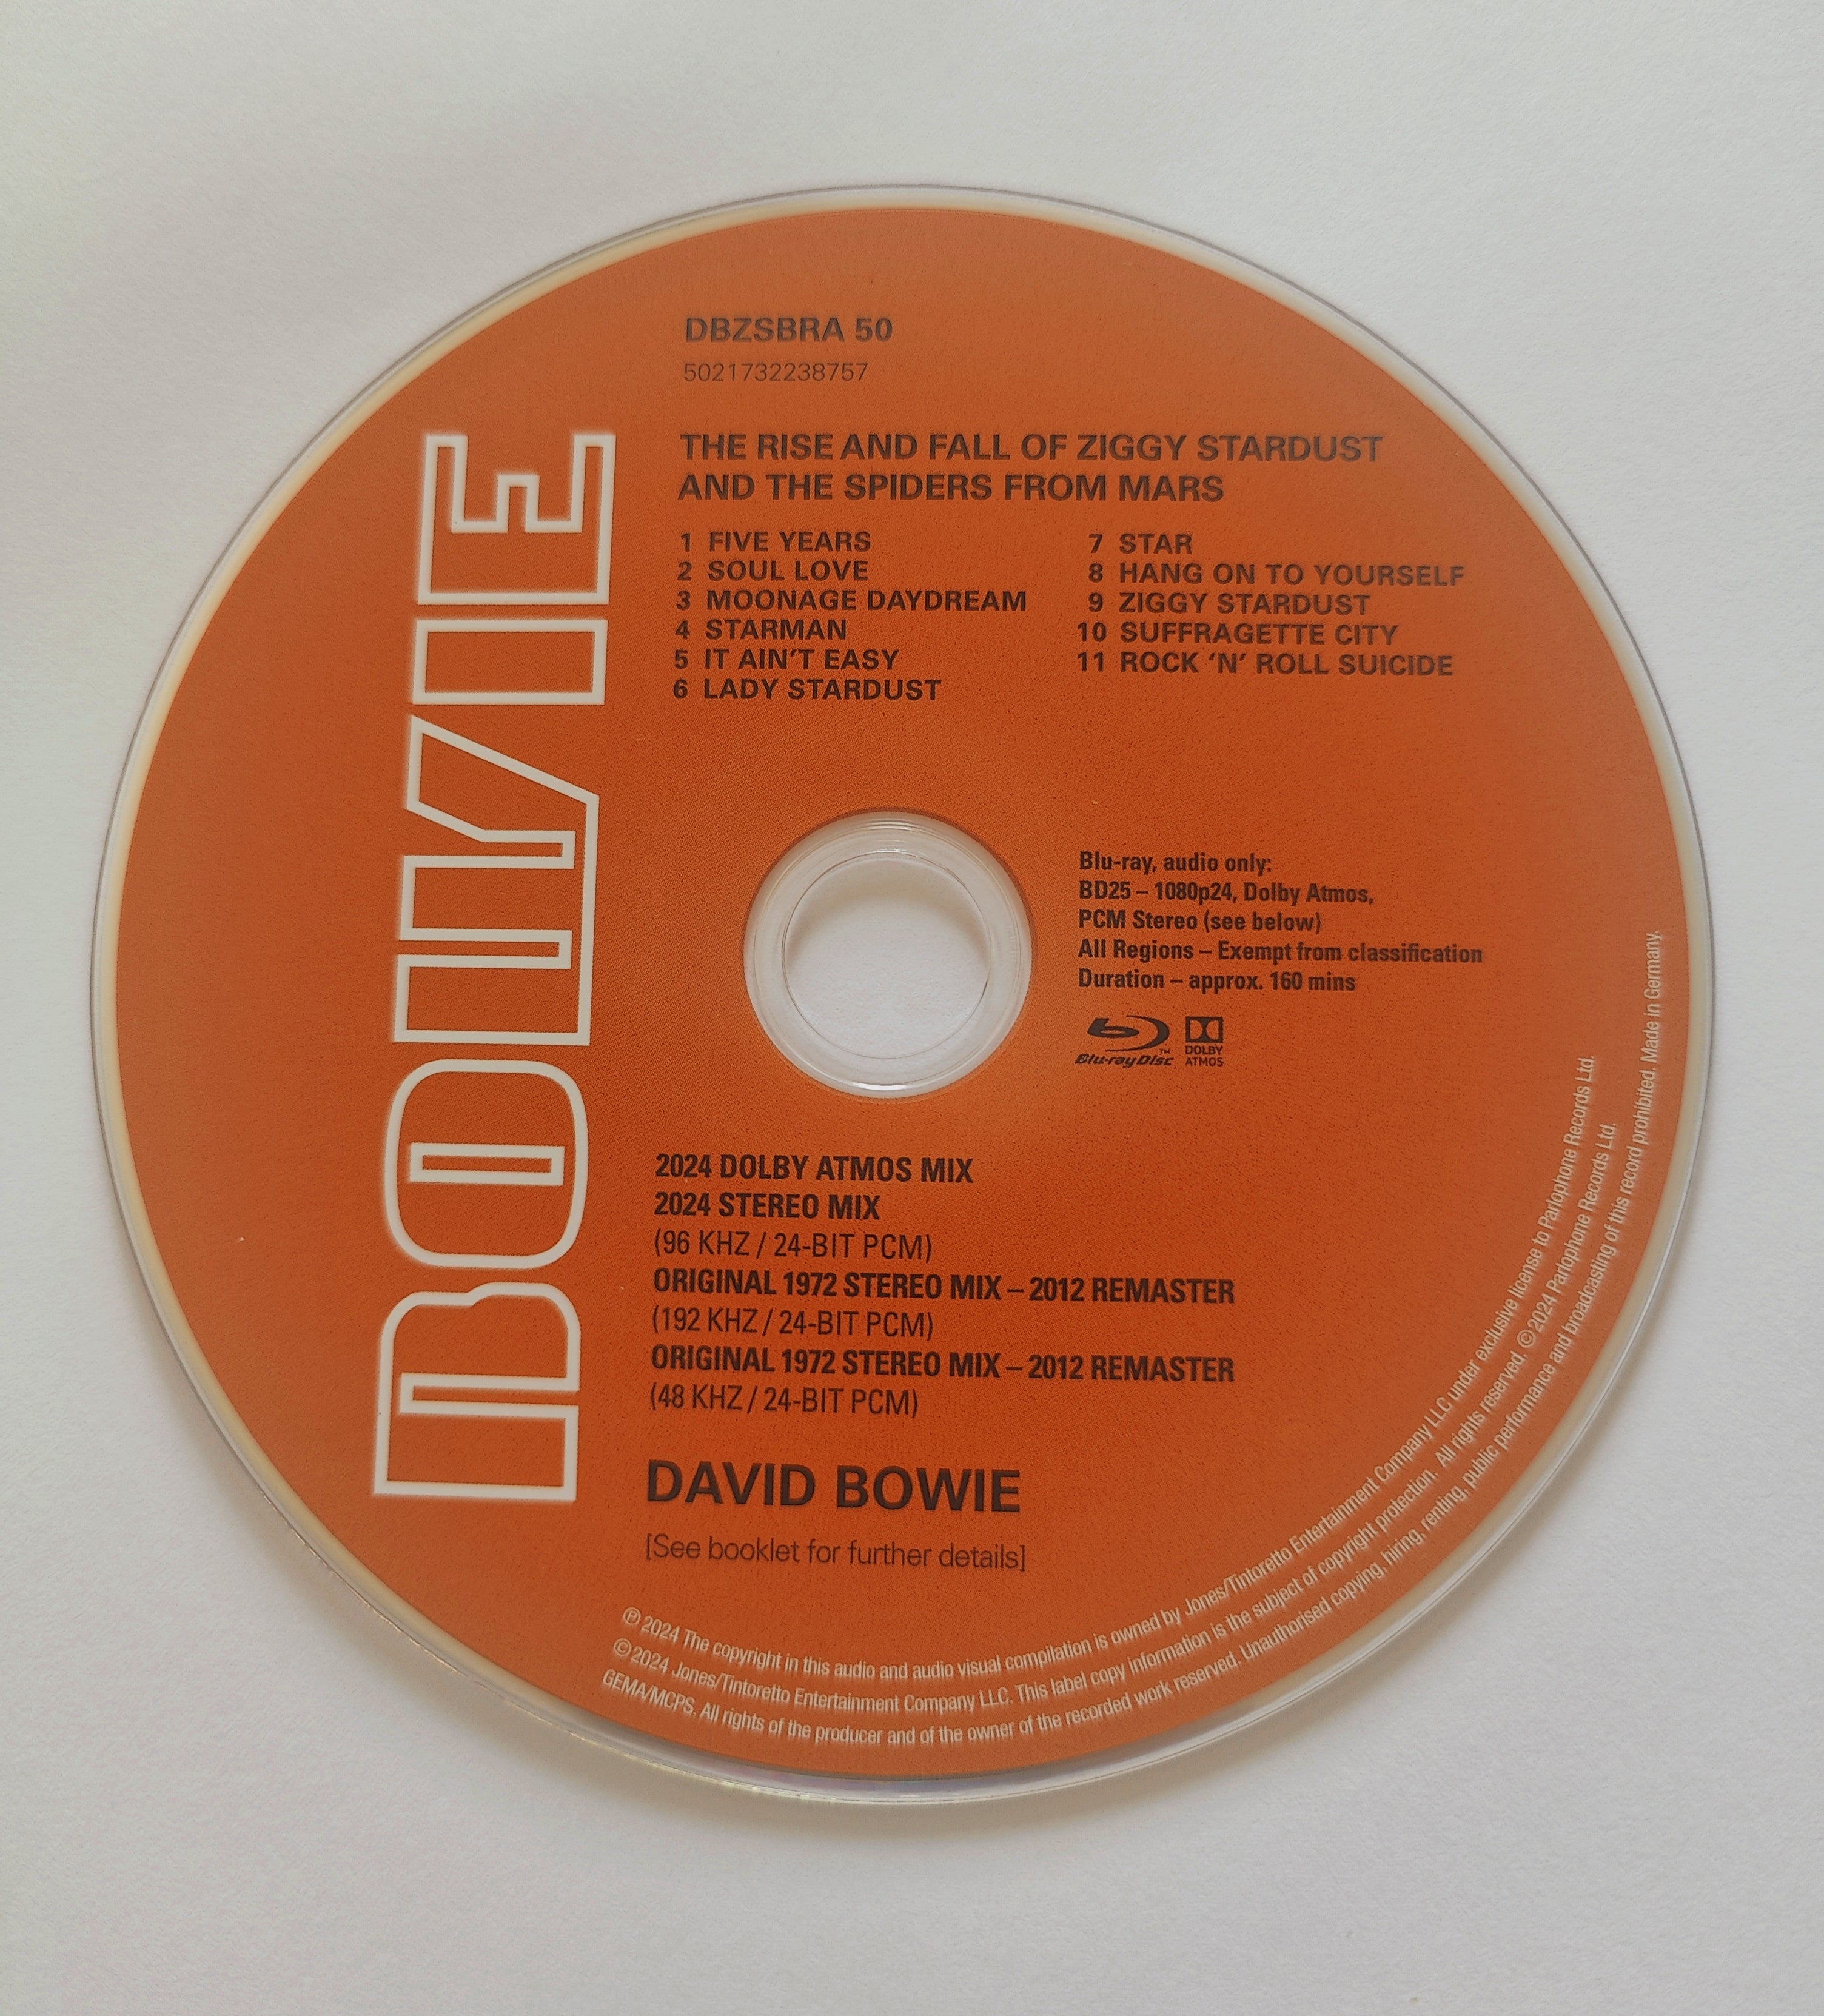 BOWIE
DBZSBRA 50
5021732238757
THE RISE AND FALL OF ZIGGY STARDUST
AND THE SPIDERS FROM MARS
1 FIVE YEARS
2 SOUL LOVE
3 MOONAGE DAYDREAM
4 STARMAN
5 IT AIN'T EASY
6 LADY STARDUST
7 STAR
8 HANG ON TO YOURSELF
9 ZIGGY STARDUST
10 SUFFRAGETTE CITY
11 ROCK ‘N’ ROLL SUICIDE
Blu-ray, audio only:
BD25 – 1080p24, Dolby Atmos,
PCM Stereo (see below)
All Regions – Exempt from classification
Duration – approx. 160 mins
Blu-ray Disc™
DOLBY
ATMOS
2024 DOLBY ATMOS MIX
2024 STEREO MIX
(96 KHZ / 24-BIT PCM)
ORIGINAL 1972 STEREO MIX – 2012 REMASTER
(192 KHZ / 24-BIT PCM)
ORIGINAL 1972 STEREO MIX – 2012 REMASTER
(48 KHZ / 24-BIT PCM)
DAVID BOWIE
[See booklet for further details]
℗ 2024 The copyright in this audio and audio visual compilation is owned by Jones/Tintoretto Entertainment Company LLC under exclusive license to Parlophone Records Ltd.
© 2024 Jones/Tintoretto Entertainment Company LLC. This label copy information is the subject of copyright protection. All rights reserved. © 2024 Parlophone Records Ltd.
GEMA/MCPS. All rights of the producer and of the owner of the recorded work reserved. Unauthorised copying, hiring, renting, public performance and broadcasting of this record prohibited. Made in Germany.